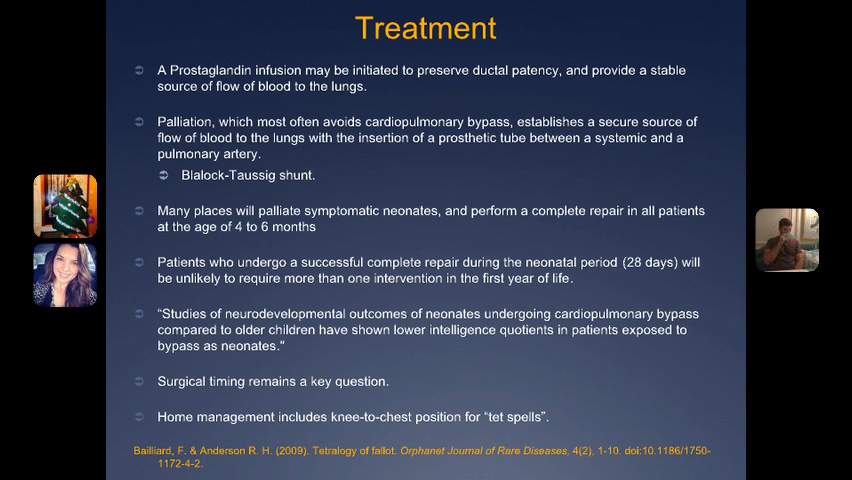 Treatment
A Prostaglandin infusion may be initiated to preserve ductal patency, and provide a stable
source of flow of blood to the lungs.
Palliation, which most often avoids cardiopulmonary bypass, establishes a secure source of
flow of blood to the lungs with the insertion of a prosthetic tube between a systemic and a
pulmonary artery.
Blalock-Taussig shunt.
Many places will palliate symptomatic neonates, and perform a complete repair in all patients
at the age of 4 to 6 months
Patients who undergo a successful complete repair during the neonatal period (28 days) will
be unlikely to require more than one intervention in the first year of life.
“Studies of neurodevelopmental outcomes of neonates undergoing cardiopulmonary bypass
compared to older children have shown lower intelligence quotients in patients exposed to
bypass as neonates."
Surgical timing remains a key question.
Home management includes knee-to-chest position for “tet spells”.
Bailliard, F. & Anderson R. H. (2009). Tetralogy of fallot. Orphanet Journal of Rare Diseases, 4(2), 1-10. doi:10.1186/1750-
1172-4-2.